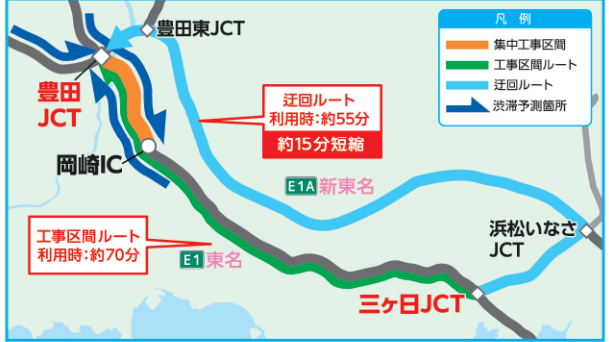 豊田東JCT
凡例
集中工事区間
工事区間ルート
迂回ルート
渋滞予測箇所
豊田
JCT
迂回ルート
利用時:約55分
約15分短縮
岡崎IC
E1A 新東名
浜松いなさ
JCT
工事区間ルート
利用時:約70分
E1 東名
三ヶ日JCT